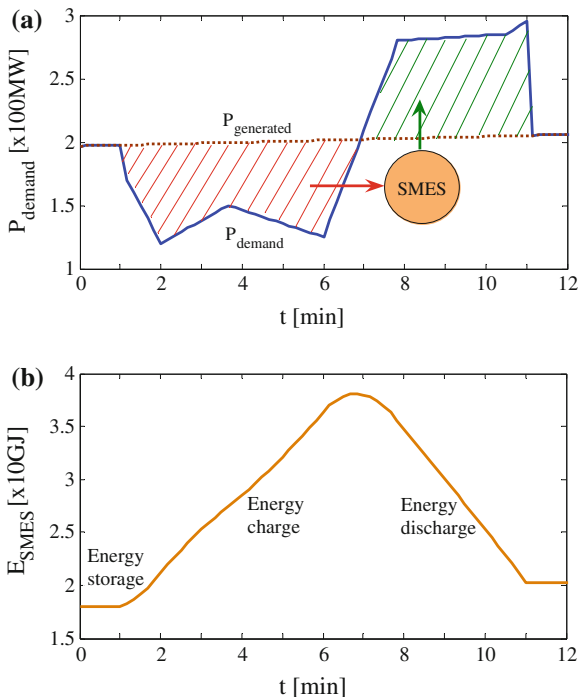 (a)
3
2.5
2
1.5
1
P_demand [x100MW]
P_generated
SMES
P_demand
0 2 4 6 8 10 12
t [min]
(b)
4
3.5
3
2.5
2
1.5
E_SMES [x10GJ]
Energy
charge
Energy
discharge
Energy
storage
0 2 4 6 8 10 12
t [min]